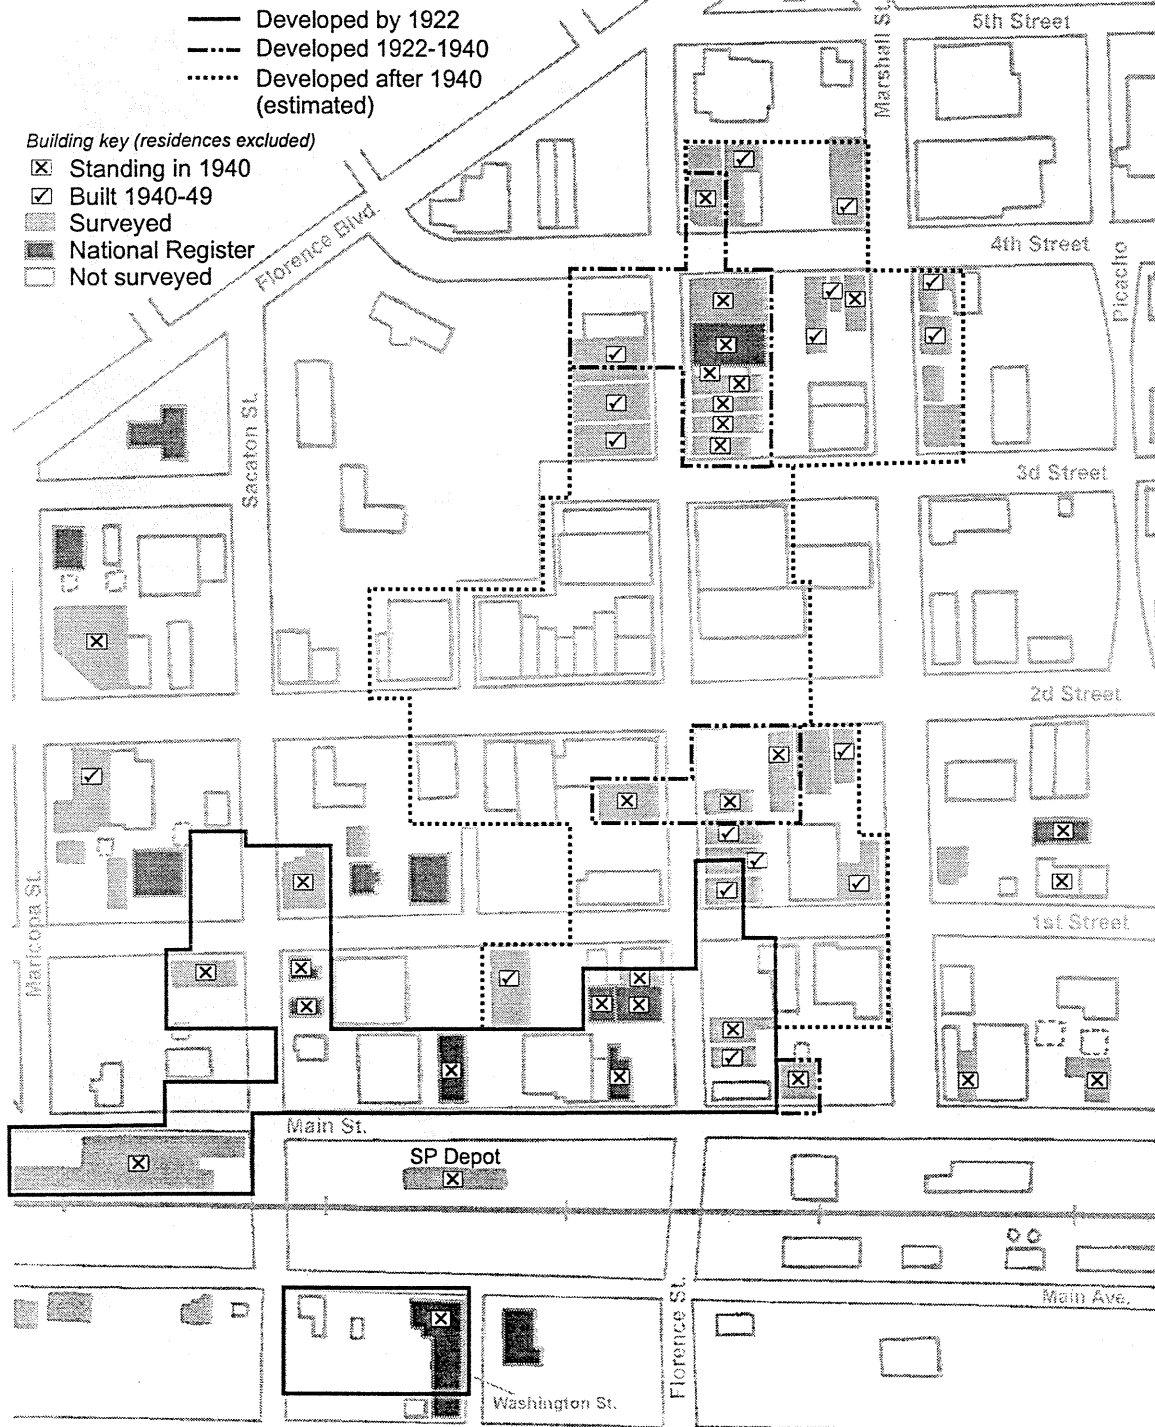 Developed by 1922
Developed 1922-1940
Developed after 1940
(estimated)
Building key (residences excluded)
Standing in 1940
Built 1940-49
Surveyed
National Register
Not surveyed
5th Street
Marshall St.
Florence Blvd.
4th Street
Picacho
Sacaton St.
3d Street
2d Street
Maricopa St.
1st Street
Main St.
SP Depot
Florence St.
Main Ave.
Washington St.